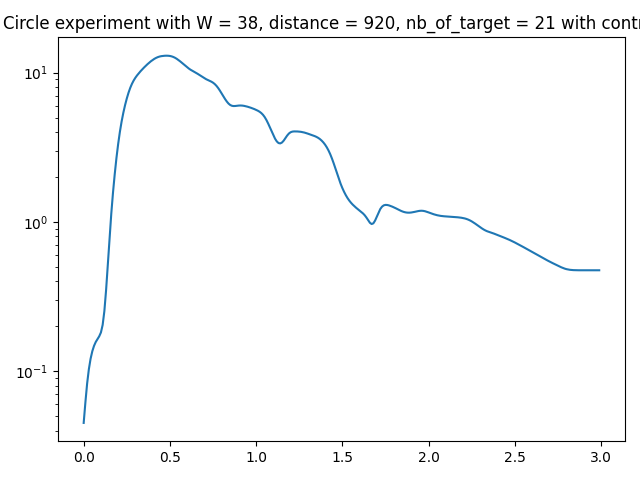 Circle experiment with W = 38, distance = 920, nb_of_target = 21 with contr
10¹
10⁰
10⁻¹
0.0 0.5 1.0 1.5 2.0 2.5 3.0